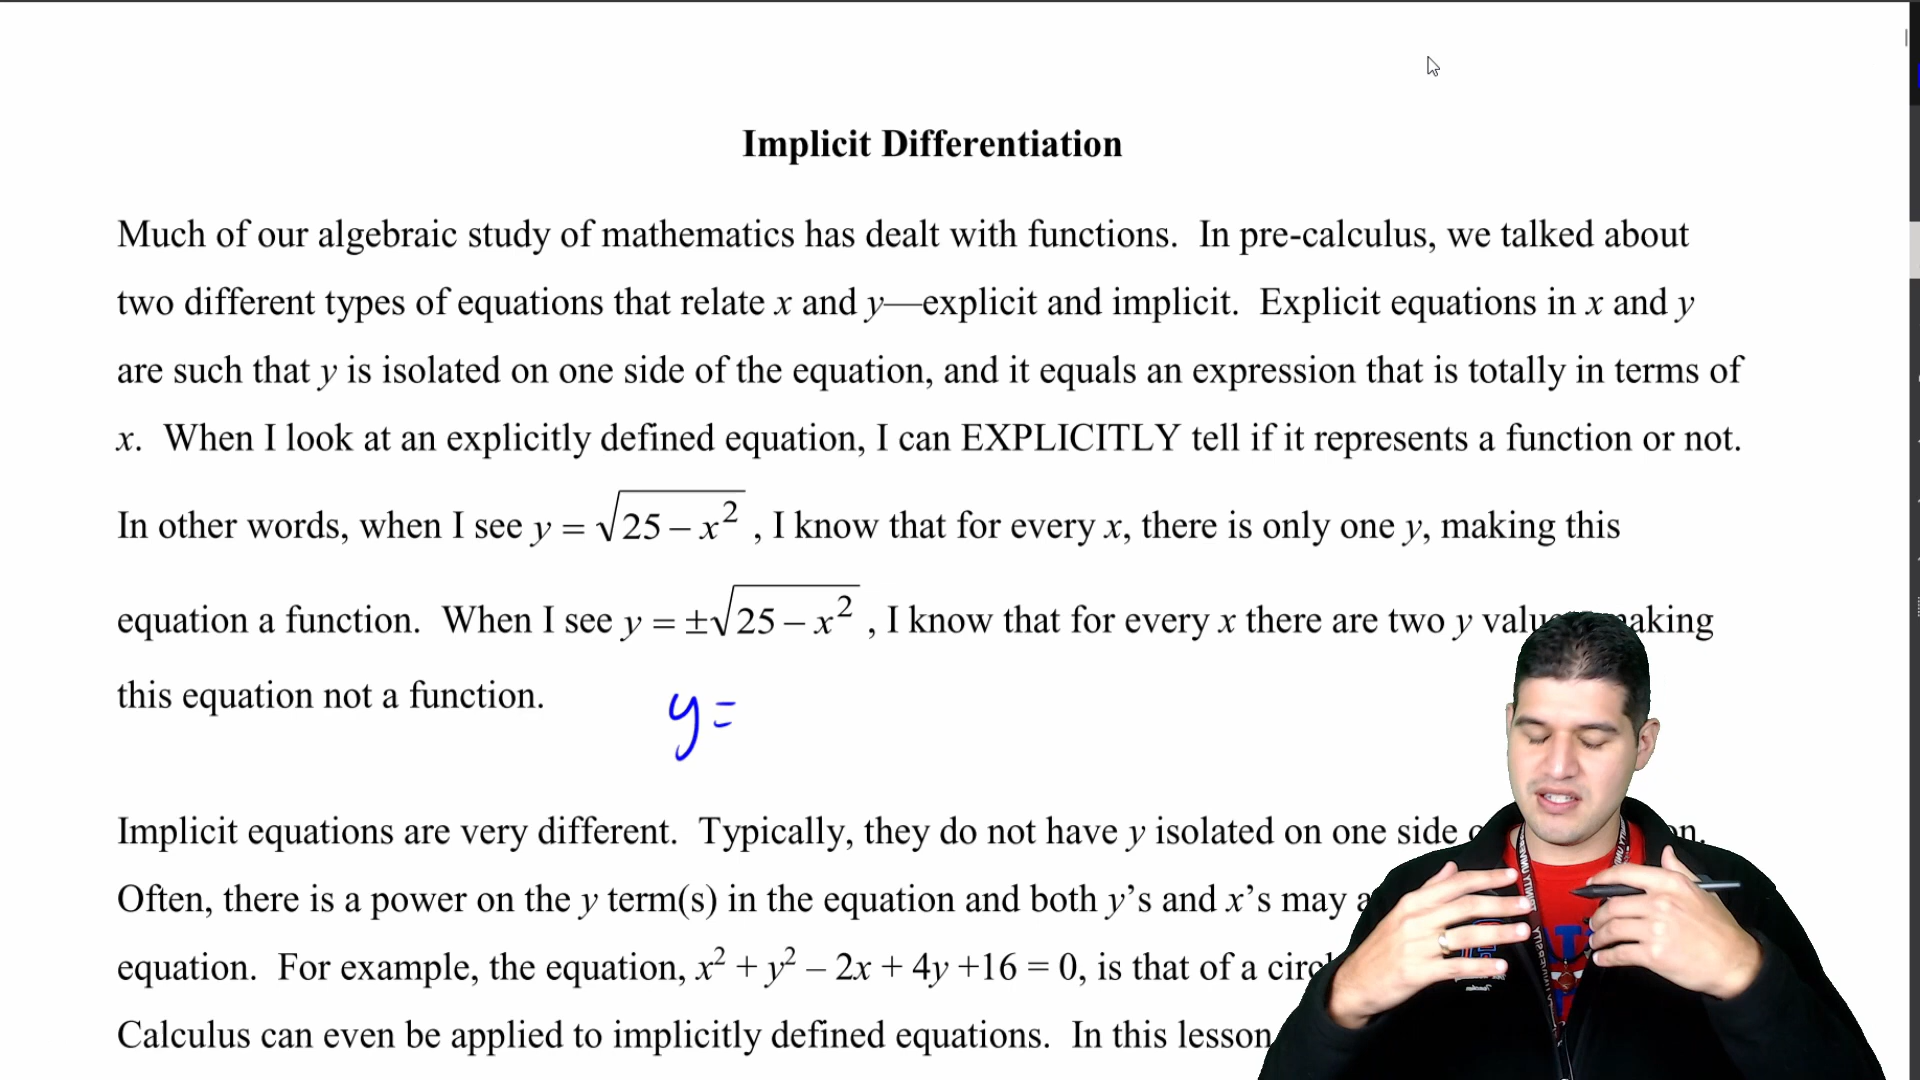 Implicit Differentiation
Much of our algebraic study of mathematics has dealt with functions. In pre-calculus, we talked about
two different types of equations that relate x and y—explicit and implicit. Explicit equations in x and y
are such that y is isolated on one side of the equation, and it equals an expression that is totally in terms of
x. When I look at an explicitly defined equation, I can EXPLICITLY tell if it represents a function or not.
In other words, when I see y = √(25 – x²) , I know that for every x, there is only one y, making this
equation a function. When I see y = ±√(25 – x²) , I know that for every x there are two y
this equation not a function.
y =
Implicit equations are very different. Typically, they do not have y isolated on one side
Often, there is a power on the y term(s) in the equation and both y’s and x’s may
equation. For example, the equation, x² + y² – 2x + 4y +16 = 0, is that of a
Calculus can even be applied to implicitly defined equations. In this lesson